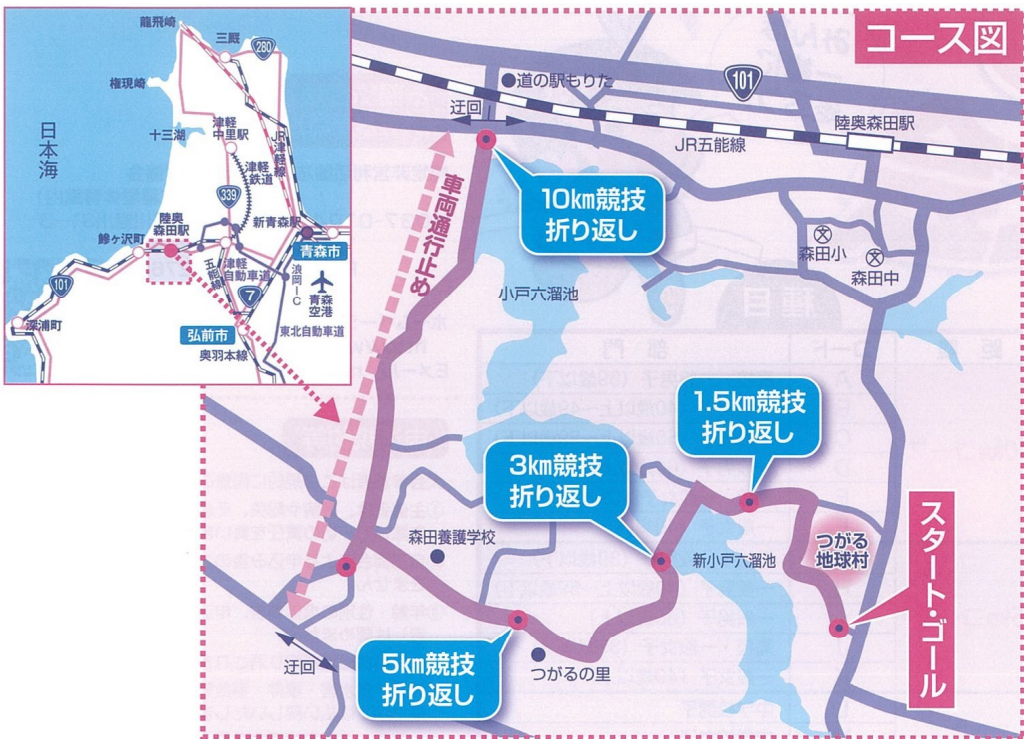 コース図
龍飛崎
三厩
280
権現崎
日本海
十三湖
津軽
中里駅
JR津軽線
津軽
鉄道
339
陸奥
森田駅
新青森駅
鰺ヶ沢町
青森市
101
五能線
津軽
自動車道
浪岡IC
7
青森
空港
深浦町
弘前市
東北自動車道
奥羽本線
道の駅もりた
101
迂回
陸奥森田駅
JR五能線
車両通行止め
10km競技
折り返し
森田小
森田中
小戸六溜池
1.5km競技
折り返し
3km競技
折り返し
森田養護学校
新小戸六溜池
つがる
地球村
スタート・ゴール
5km競技
折り返し
つがるの里
迂回
種目
コード
部門